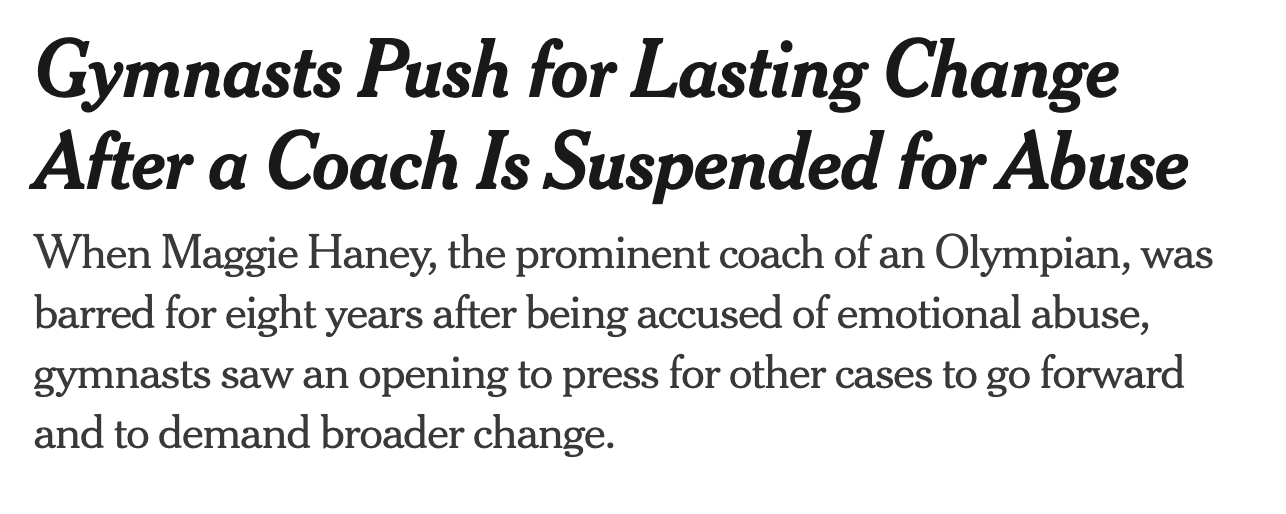 Gymnasts Push for Lasting Change
After a Coach Is Suspended for Abuse
When Maggie Haney, the prominent coach of an Olympian, was
barred for eight years after being accused of emotional abuse,
gymnasts saw an opening to press for other cases to go forward
and to demand broader change.